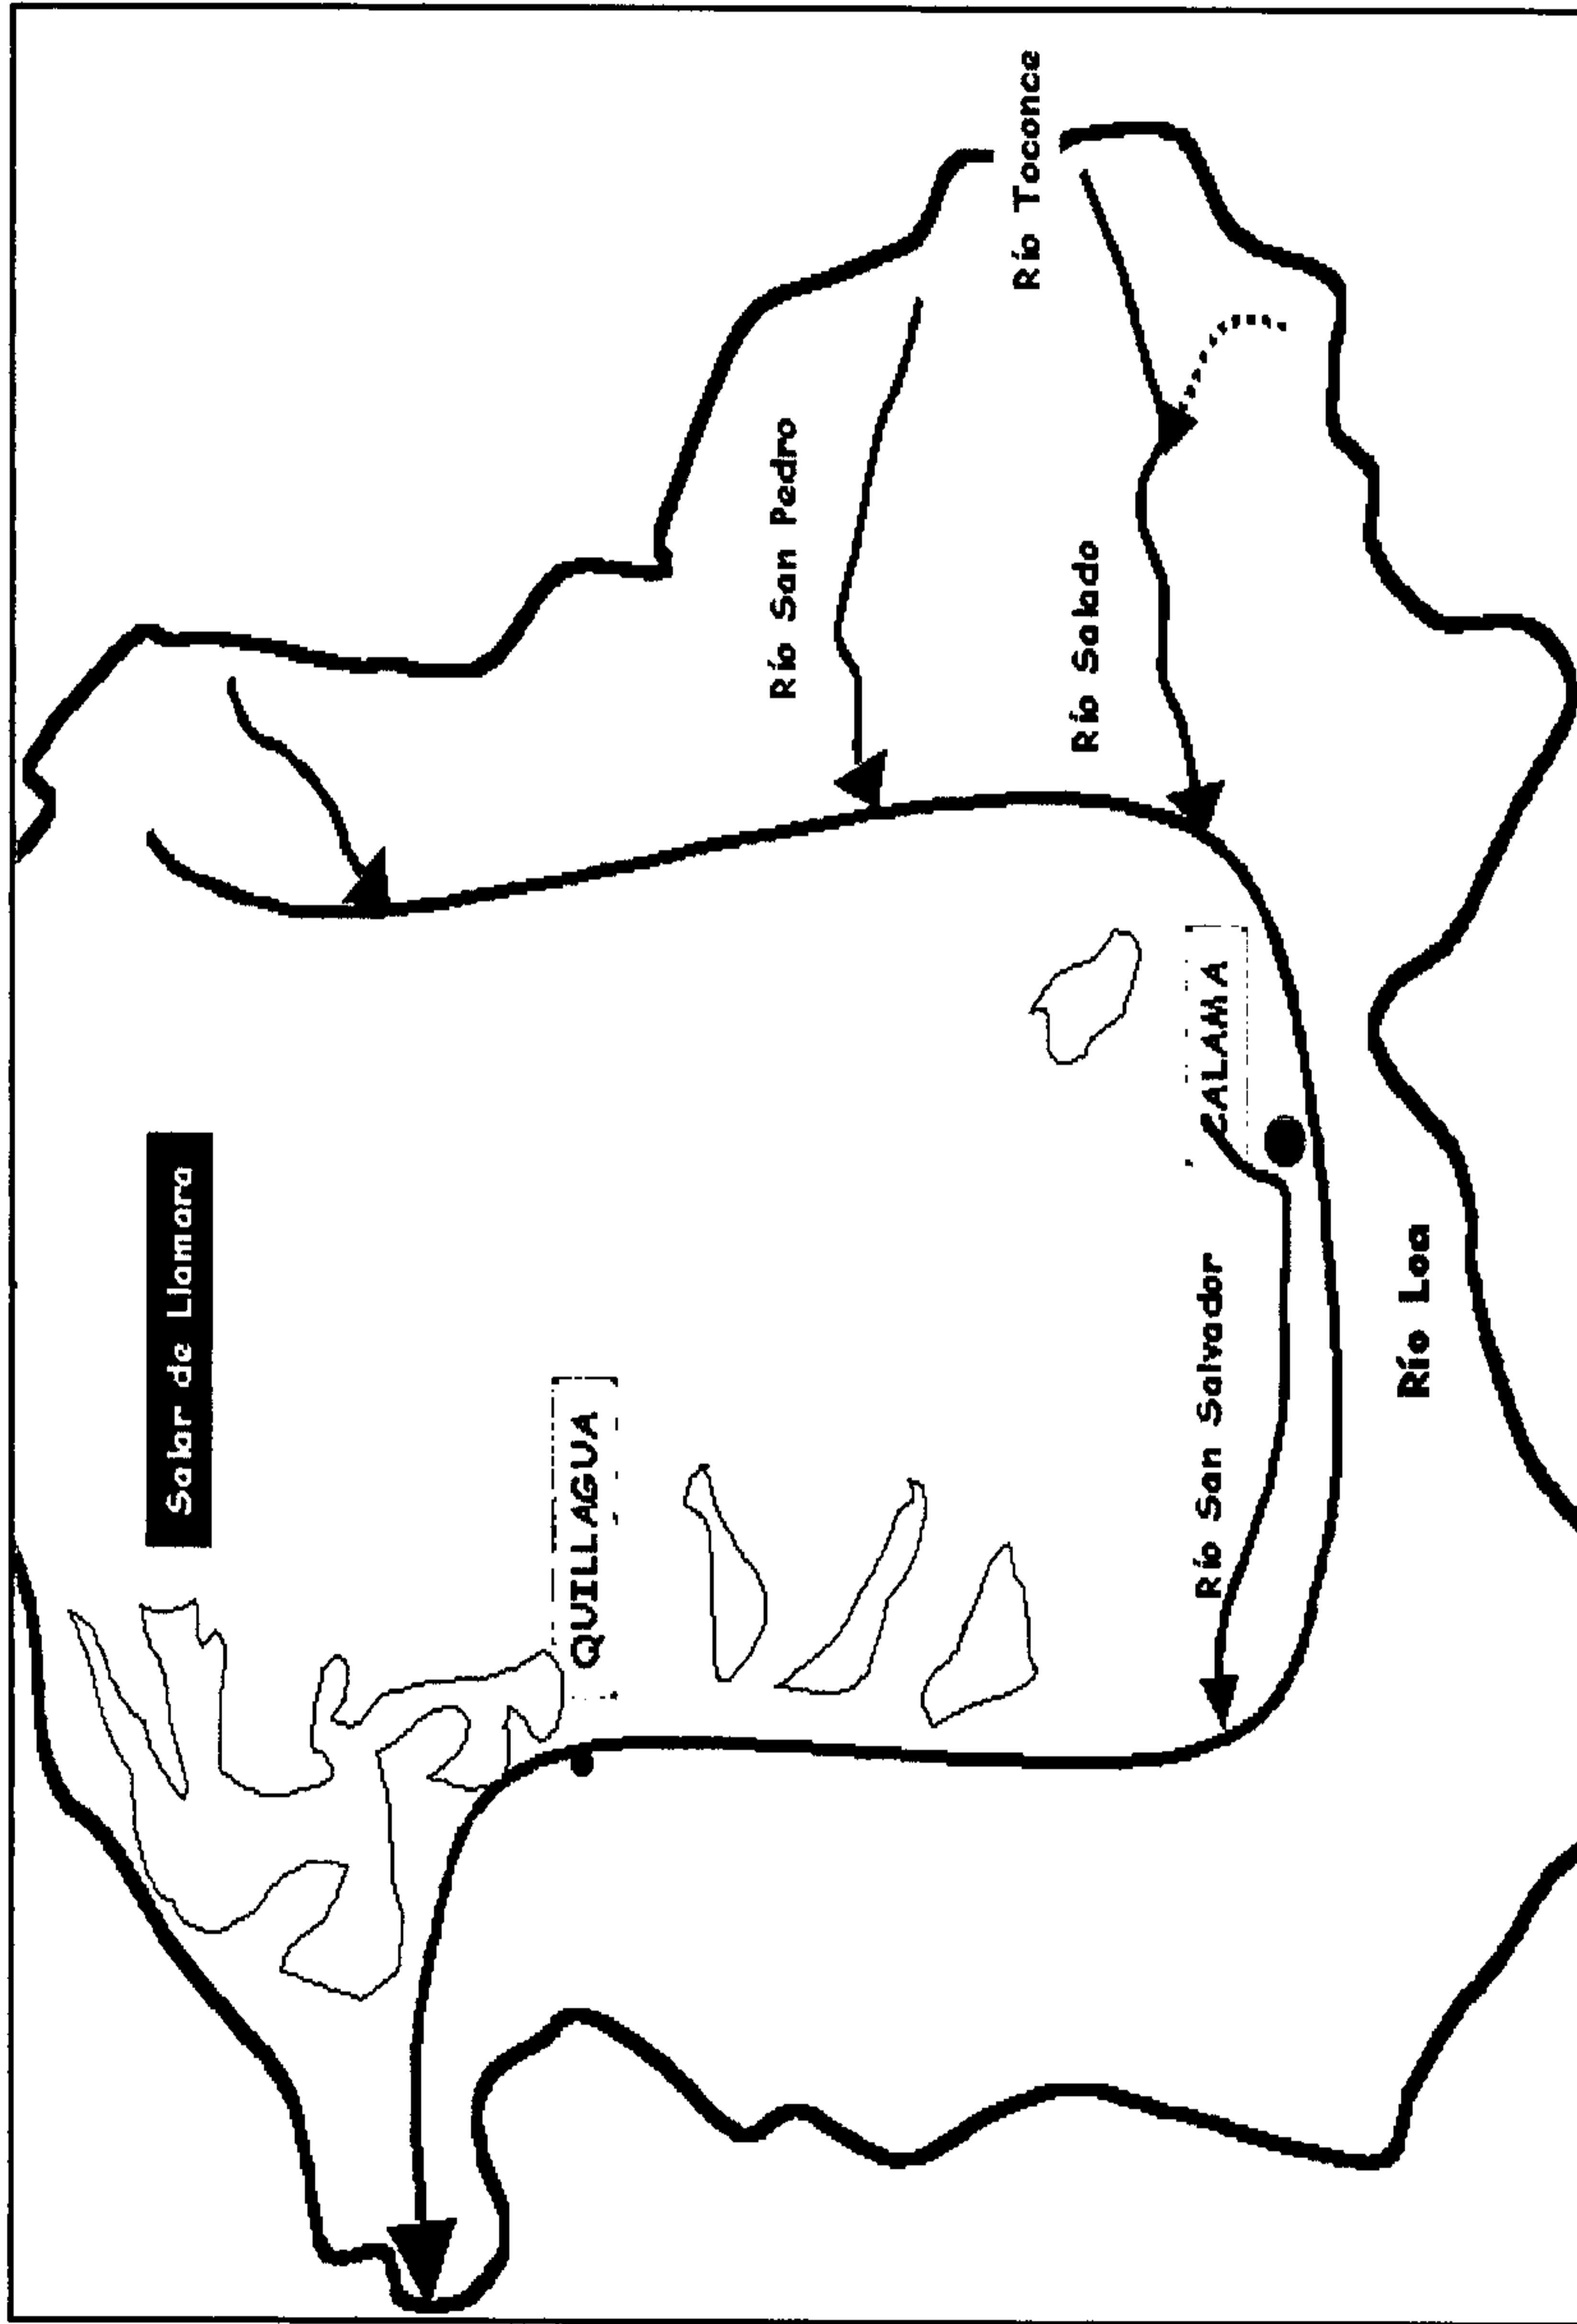 Salar de Llamara
QUILLAGUA
Río San Pedro
Río Toconce
Río Salado
Río San Salvador
CALAMA
Río Loa